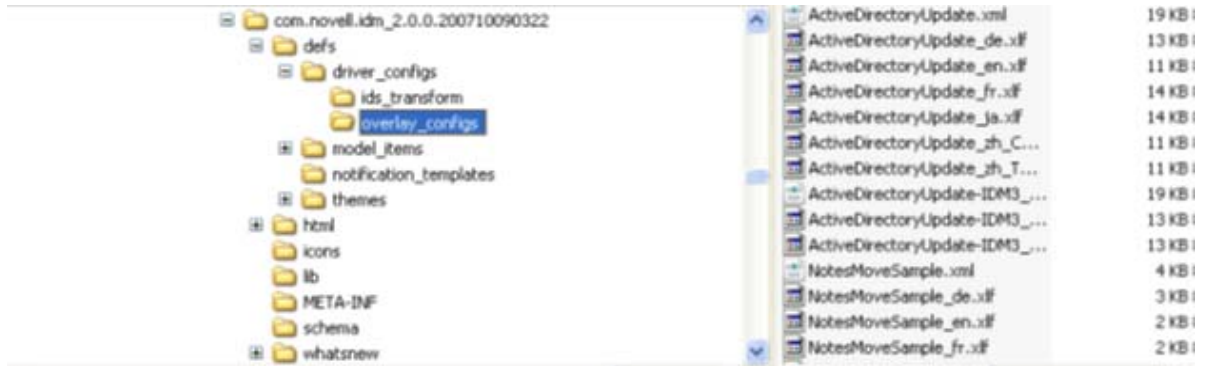 com.novell.idm_2.0.0.200710090322
defs
driver_configs
ids_transform
overlay_configs
model_items
notification_templates
themes
html
icons
lib
META-INF
schema
whatsnew
ActiveDirectoryUpdate.xml 19 KB
ActiveDirectoryUpdate_de.xlf 13 KB
ActiveDirectoryUpdate_en.xlf 11 KB
ActiveDirectoryUpdate_fr.xlf 14 KB
ActiveDirectoryUpdate_ja.xlf 14 KB
ActiveDirectoryUpdate_zh_C... 11 KB
ActiveDirectoryUpdate_zh_T... 11 KB
ActiveDirectoryUpdate-IDM3_... 19 KB
ActiveDirectoryUpdate-IDM3_... 13 KB
ActiveDirectoryUpdate-IDM3_... 13 KB
NotesMoveSample.xml 4 KB
NotesMoveSample_de.xlf 3 KB
NotesMoveSample_en.xlf 2 KB
NotesMoveSample_fr.xlf 2 KB